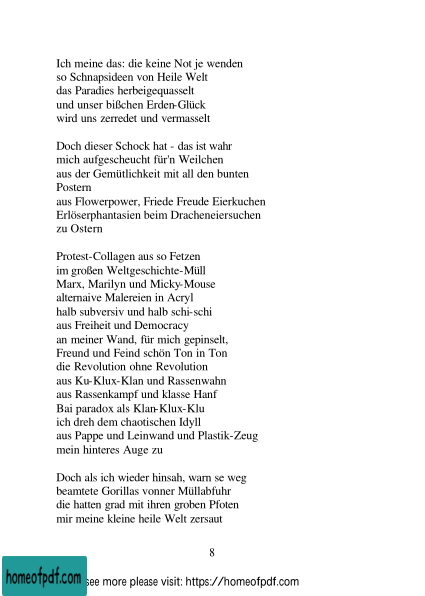 Ich meine das: die keine Not je wenden
so Schnapsideen von Heile Welt
das Paradies herbeigequasselt
und unser bißchen Erden-Glück
wird uns zerredet und vermasselt
Doch dieser Schock hat - das ist wahr
mich aufgescheucht für'n Weilchen
aus der Gemütlichkeit mit all den bunten
Postern
aus Flowerpower, Friede Freude Eierkuchen
Erlöserphantasien beim Dracheneiersuchen
zu Ostern
Protest-Collagen aus so Fetzen
im großen Weltgeschichte-Müll
Marx, Marilyn und Micky-Mouse
alternaive Malereien in Acryl
halb subversiv und halb schi-schi
aus Freiheit und Democracy
an meiner Wand, für mich gepinselt,
Freund und Feind schön Ton in Ton
die Revolution ohne Revolution
aus Ku-Klux-Klan und Rassenwahn
aus Rassenkampf und klasse Hanf
Bai paradox als Klan-Klux-Klu
ich dreh dem chaotischen Idyll
aus Pappe und Leinwand und Plastik-Zeug
mein hinteres Auge zu
Doch als ich wieder hinsah, warn se weg
beamtete Gorillas vonner Müllabfuhr
die hatten grad mit ihren groben Pfoten
mir meine kleine heile Welt zersaut
8
homeofpdf.com
see more please visit: https://homeofpdf.com